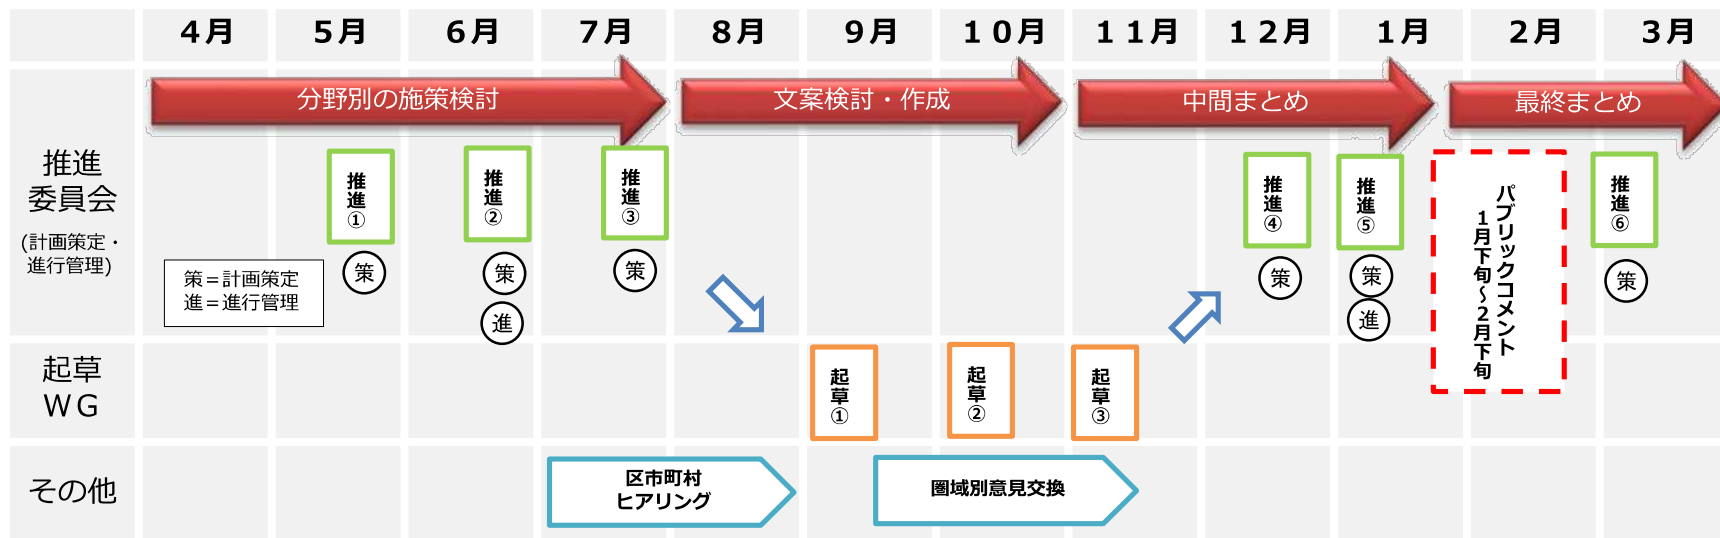 ４月 ５月 ６月 ７月 ８月 ９月 １０月 １１月 １２月 １月 ２月 ３月
分野別の施策検討 文案検討・作成 中間まとめ 最終まとめ
推進
委員会
(計画策定・
進行管理)
推進①
推進②
推進③
推進④
推進⑤
推進⑥
パブリックコメント
１月下旬～２月下旬
策
策
進
策
策
策
進
策
策＝計画策定
進＝進行管理
起草
ＷＧ
起草①
起草②
起草③
その他
区市町村
ヒアリング
圏域別意見交換